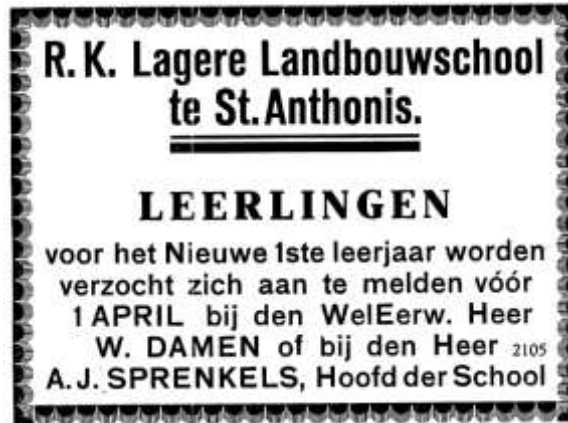 R. K. Lagere Landbouwschool
te St. Anthonis.
LEERLINGEN
voor het Nieuwe 1ste leerjaar worden
verzocht zich aan te melden vóór
1 APRIL bij den WelEerw. Heer
W. DAMEN of bij den Heer 2105
A. J. SPRENKELS, Hoofd der School